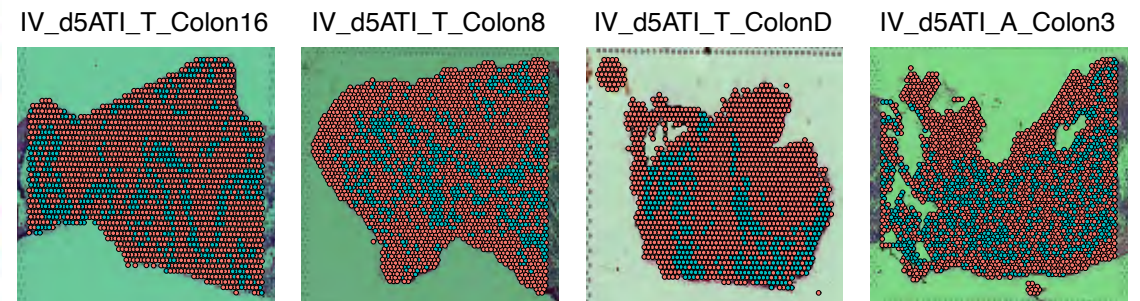 IV_d5ATI_T_Colon16
IV_d5ATI_T_Colon8
IV_d5ATI_T_ColonD
IV_d5ATI_A_Colon3